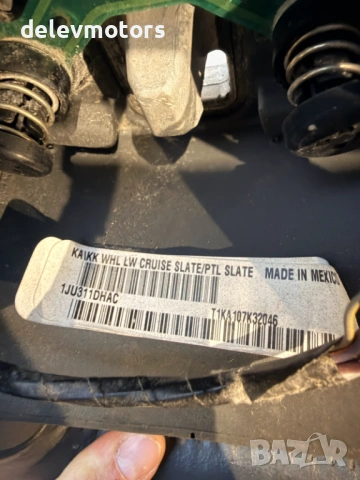 delevmotors
KA\KK WHL LW CRUISE SLATE/PTL SLATE MADE IN MEXICO
1JU311DHAC T1KA107K32046
BAZAR